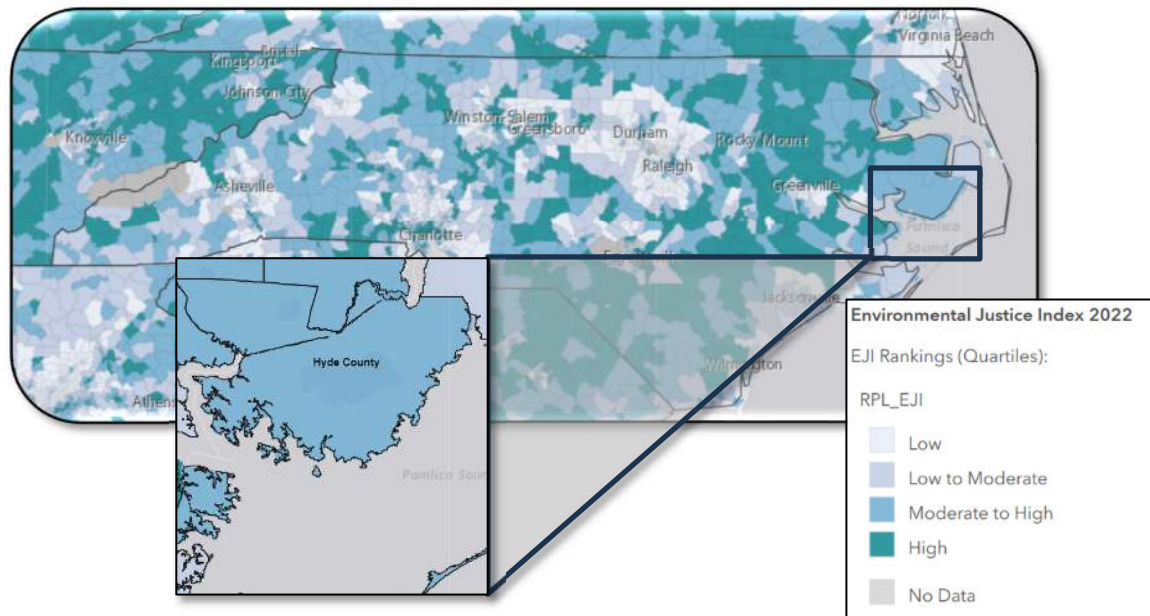 Norfolk
Virginia Beach
Bristol
Kingsport
Johnson City
Knoxville
Winston-Salem
Greensboro
Durham
Rocky Mount
Raleigh
Asheville
Greenville
Charlotte
Pamlico
Sound
Jacksonville
Wilmington
Athens
Hyde County
Pamlico Soun
Environmental Justice Index 2022
EJI Rankings (Quartiles):
RPL_EJI
Low
Low to Moderate
Moderate to High
High
No Data